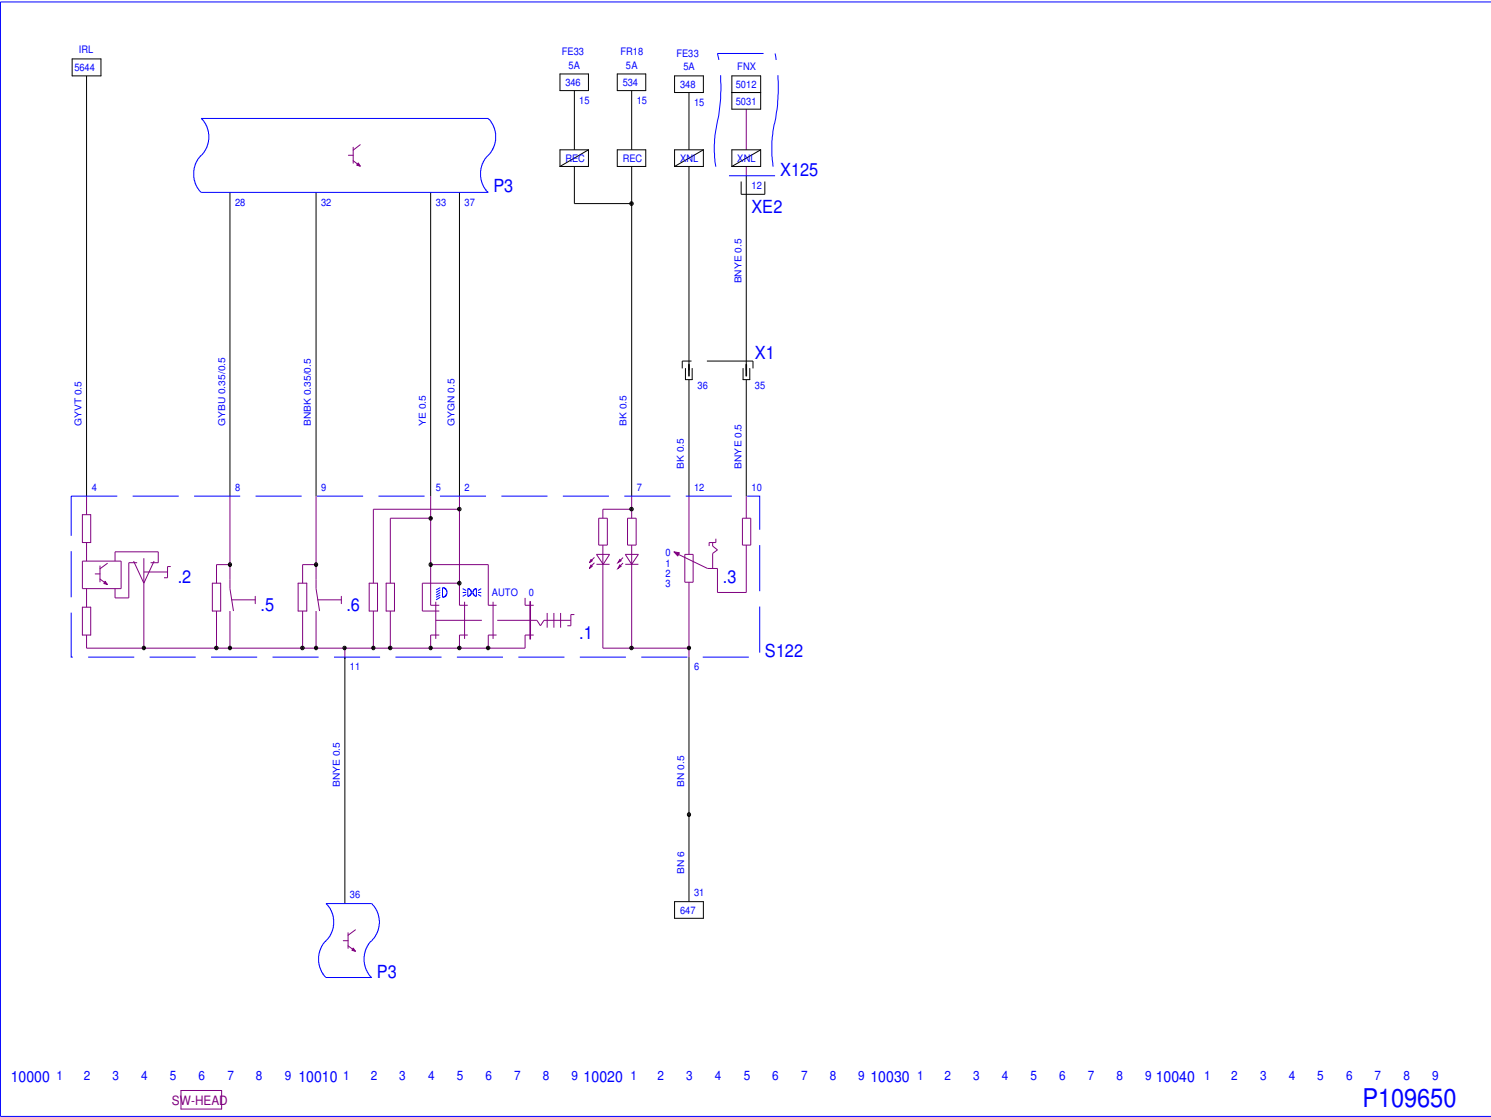 IRL
5644
FE33
5A
346
15
REC
FR18
5A
534
15
REC
FE33
5A
348
15
XNL
FNX
5012
5031
XNL
X125
12
XE2
P3
28
32
33
37
BNYE 0.5
X1
36
35
GYVT 0.5
GYBU 0.35/0.5
BNBK 0.35/0.5
YE 0.5
GYGN 0.5
BK 0.5
BK 0.5
BNYE 0.5
4
8
9
5
2
7
12
10
.2
.5
.6
AUTO
0
.1
0
1
2
3
.3
S122
11
6
BNYE 0.5
BN 0.5
BN 6
36
31
647
P3
10000 1 2 3 4 5 6 7 8 9 10010 1 2 3 4 5 6 7 8 9 10020 1 2 3 4 5 6 7 8 9 10030 1 2 3 4 5 6 7 8 9 10040 1 2 3 4 5 6 7 8 9
SW-HEAD
P109650